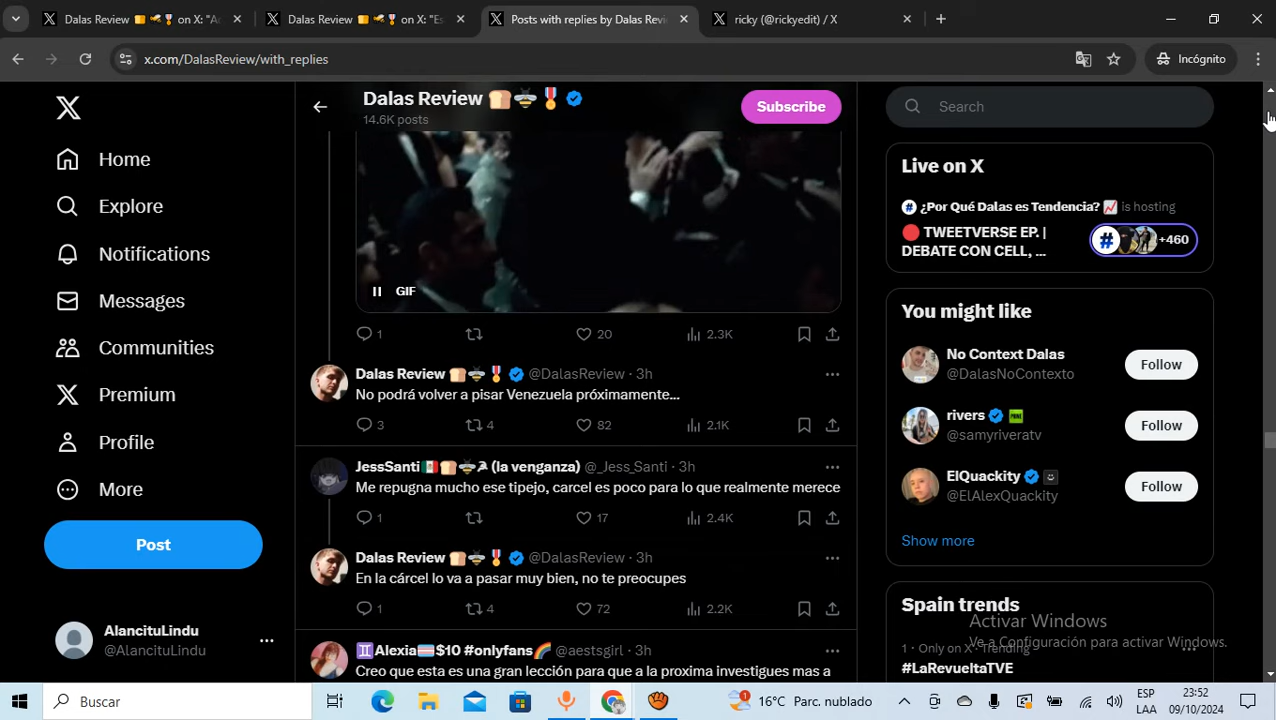 Dalas Review 🍞🐝🎖️ on X: "Ac
Dalas Review 🍞🐝🎖️ on X: "Es
Posts with replies by Dalas Revi
ricky (@rickyedit) / X
x.com/DalasReview/with_replies
Incógnito
Dalas Review 🍞🐝🎖️
14.6K posts
Subscribe
Home
Explore
Notifications
Messages
Communities
Premium
Profile
More
Post
AlancituLindu
@AlancituLindu
GIF
1
20
2.3K
Dalas Review 🍞🐝🎖️ @DalasReview · 3h
No podrá volver a pisar Venezuela próximamente...
3
4
82
2.1K
JessSanti🇲🇽🍞🐝☭ (la venganza) @_Jess_Santi · 3h
Me repugna mucho ese tipejo, carcel es poco para lo que realmente merece
1
17
2.4K
Dalas Review 🍞🐝🎖️ @DalasReview · 3h
En la cárcel lo va a pasar muy bien, no te preocupes
1
4
72
2.2K
♊Alexia🏳️‍⚧️$10 #onlyfans🌈 @aestsgirl · 3h
Creo que esta es una gran lección para que a la proxima investigues mas a
Search
Live on X
# ¿Por Qué Dalas es Tendencia? 📈 is hosting
🔴 TWEETVERSE EP. |
DEBATE CON CELL, ...
# +460
You might like
No Context Dalas
@DalasNoContexto
Follow
rivers
@samyriveratv
Follow
ElQuackity
@ElAlexQuackity
Follow
Show more
Spain trends
1 · Only on X · Trending
#LaRevueltaTVE
Activar Windows
Ve a Configuración para activar Windows.
Buscar
1
16°C Parc. nublado
ESP
LAA
23:52
09/10/2024